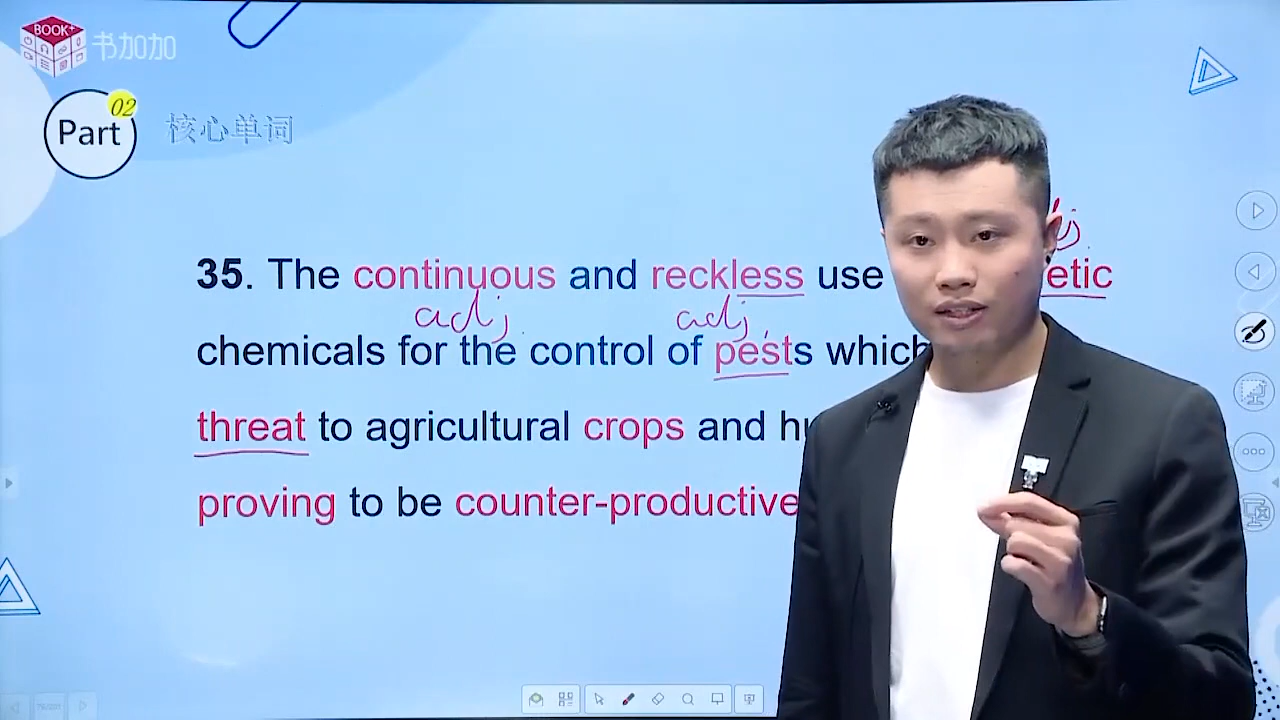 BOOK+
书加加
02
Part
核心单词
35. The continuous and reckless use etic
adj. adj.
chemicals for the control of pests which
threat to agricultural crops and hu
proving to be counter-productive